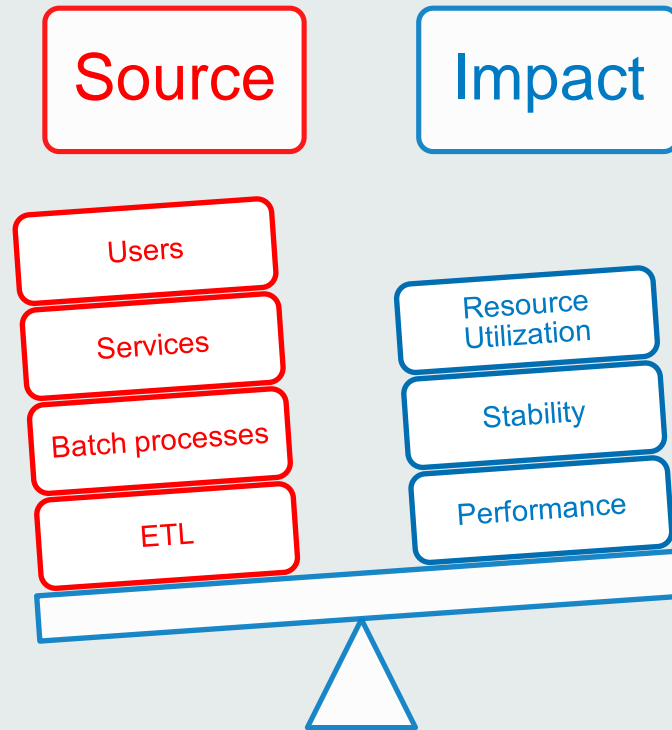 Source
Impact
Users
Services
Batch processes
ETL
Resource
Utilization
Stability
Performance